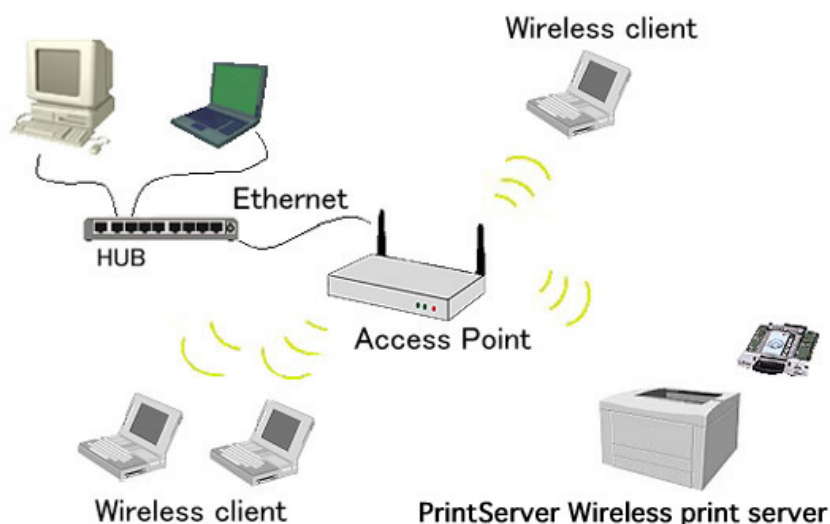 Wireless client
Ethernet
HUB
Access Point
Wireless client
PrintServer Wireless print server